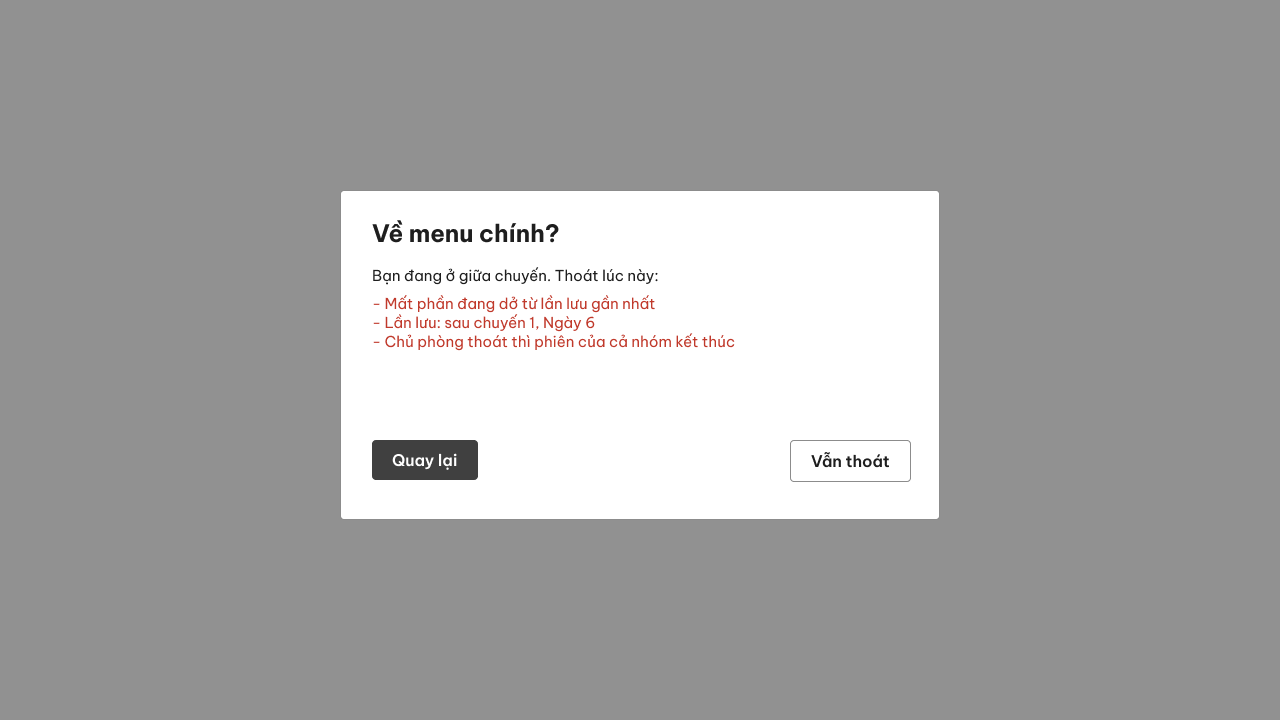 Về menu chính?
Bạn đang ở giữa chuyến. Thoát lúc này:
- Mất phần đang dở từ lần lưu gần nhất
- Lần lưu: sau chuyến 1, Ngày 6
- Chủ phòng thoát thì phiên của cả nhóm kết thúc
Quay lại
Vẫn thoát